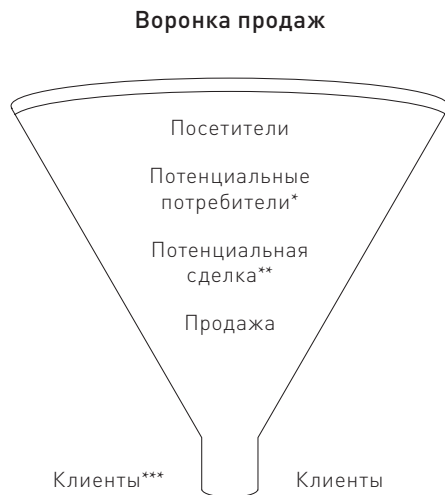 Воронка продаж
Посетители
Потенциальные
потребители*
Потенциальная
сделка**
Продажа
Клиенты***
Клиенты